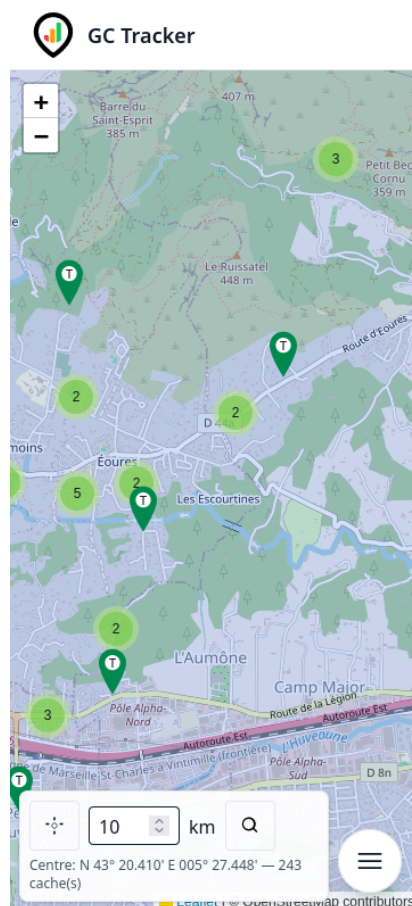 GC Tracker
+
−
407 m
Barre du
Saint-Esprit
385 m
3
Petit Bec
Cornu
359 m
le
Le Ruissatel
448 m
T
T
Route d'Eoures
2
2
D 44a
moins
Éoures
2
5
T
Les Escourtines
2
L'Aumône
T
Camp Major
3
Pôle Alpha-
Nord
Route de la Légion
Autoroute Est
Autoroute Est
L'Huveaune
ns de Marseille-St-Charles à Vintimille (frontière)
Pôle Alpha-
Sud
D 8n
T
10
km
Centre: N 43° 20.410' E 005° 27.448' — 243
cache(s)
Leaflet | © OpenStreetMap contributors